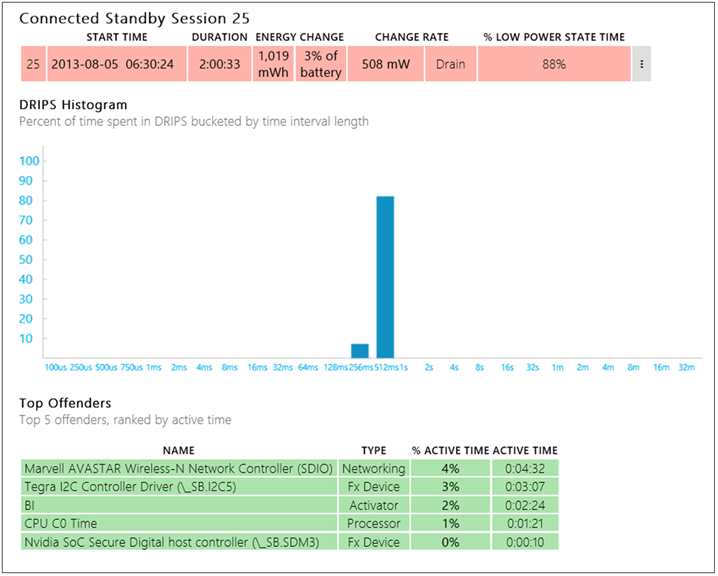 Connected Standby Session 25
START TIME DURATION ENERGY CHANGE CHANGE RATE % LOW POWER STATE TIME
25 2013-08-05 06:30:24 2:00:33 1,019 mWh 3% of battery 508 mW Drain 88%
DRIPS Histogram
Percent of time spent in DRIPS bucketed by time interval length
100
90
80
70
60
50
40
30
20
10
100us 250us 500us 750us 1ms 2ms 4ms 8ms 16ms 32ms 64ms 128ms 256ms 512ms 1s 2s 4s 8s 16s 32s 1m 2m 4m 8m 16m 32m
Top Offenders
Top 5 offenders, ranked by active time
NAME TYPE % ACTIVE TIME ACTIVE TIME
Marvell AVASTAR Wireless-N Network Controller (SDIO) Networking 4% 0:04:32
Tegra I2C Controller Driver (\_SB.I2C5) Fx Device 3% 0:03:07
BI Activator 2% 0:02:24
CPU C0 Time Processor 1% 0:01:21
Nvidia SoC Secure Digital host controller (\_SB.SDM3) Fx Device 0% 0:00:10